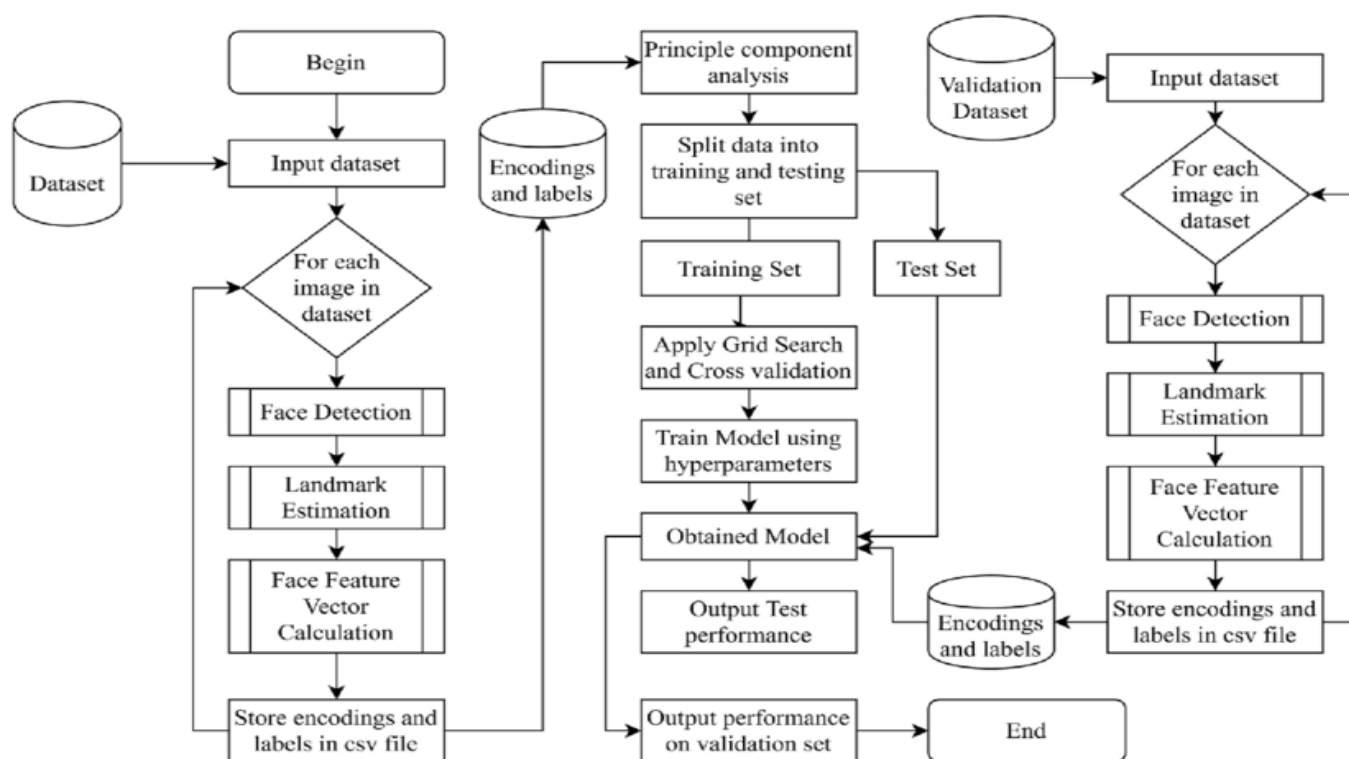 Begin
Dataset
Input dataset
For each
image in
dataset
Face Detection
Landmark
Estimation
Face Feature
Vector
Calculation
Store encodings and
labels in csv file
Encodings
and labels
Principle component
analysis
Split data into
training and testing
set
Training Set
Test Set
Apply Grid Search
and Cross validation
Train Model using
hyperparameters
Obtained Model
Output Test
performance
Output performance
on validation set
End
Validation
Dataset
Input dataset
For each
image in
dataset
Face Detection
Landmark
Estimation
Face Feature
Vector
Calculation
Store encodings and
labels in csv file
Encodings
and labels